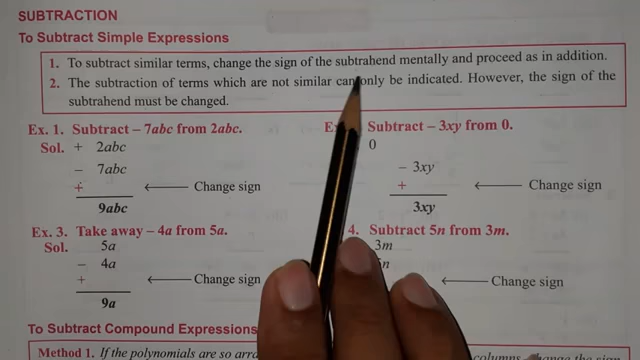 SUBTRACTION
To Subtract Simple Expressions
1. To subtract similar terms, change the sign of the subtrahend mentally and proceed as in addition.
2. The subtraction of terms which are not similar can only be indicated. However, the sign of the
subtrahend must be changed.
Ex. 1. Subtract – 7abc from 2abc.
Sol. + 2abc
– 7abc
+ ← Change sign
9abc
Subtract – 3xy from 0.
0
– 3xy
+ ← Change sign
3xy
Ex. 3. Take away – 4a from 5a.
Sol. 5a
– 4a
+ ← Change sign
9a
4. Subtract 5n from 3m.
3m
← Change sign
To Subtract Compound Expressions
Method 1. If the polynomials are so
columns change the sign